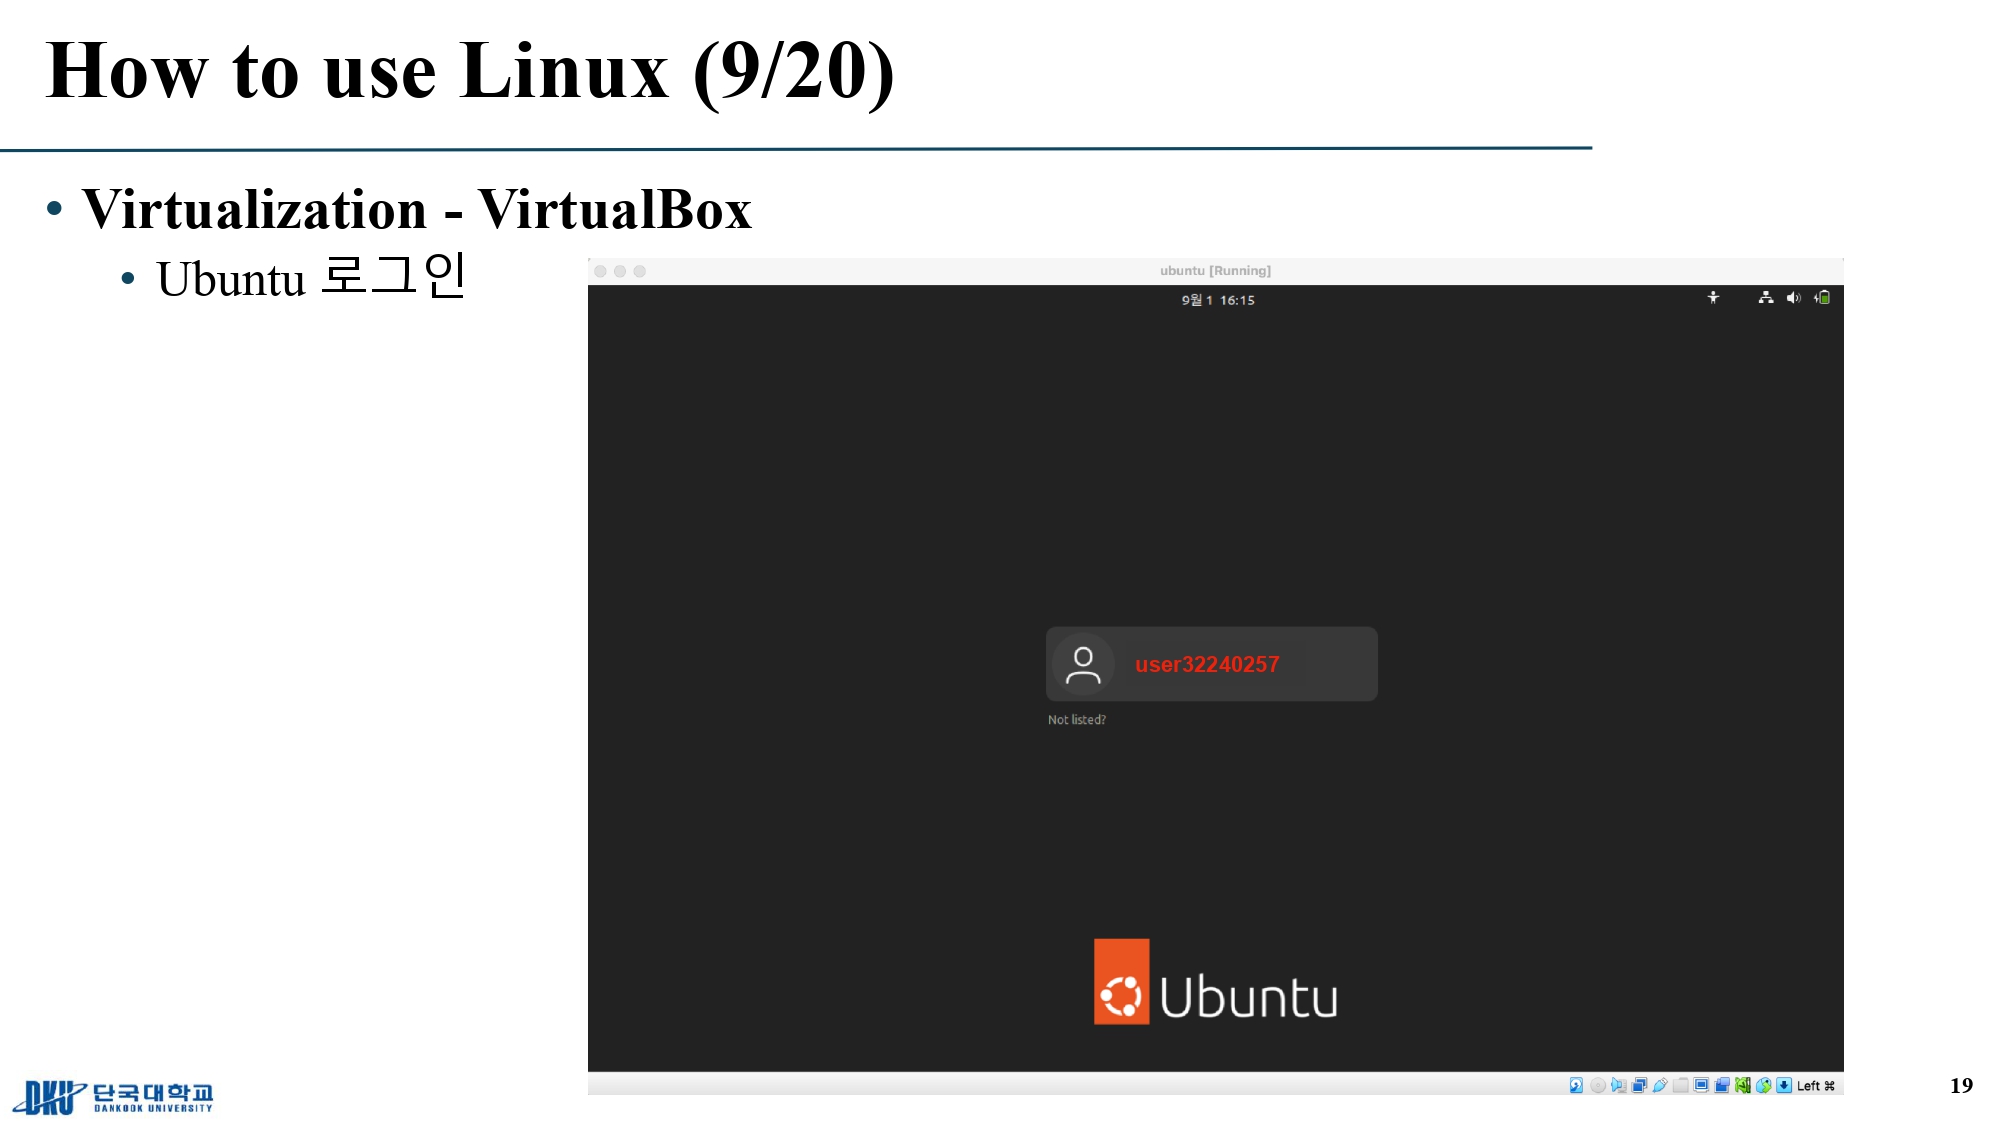 How to use Linux (9/20)
• Virtualization - VirtualBox
• Ubuntu 로그인
ubuntu [Running]
9월 1 16:15
user32240257
Not listed?
Ubuntu
Left ⌘
DKU 단국대학교
DANKOOK UNIVERSITY
19